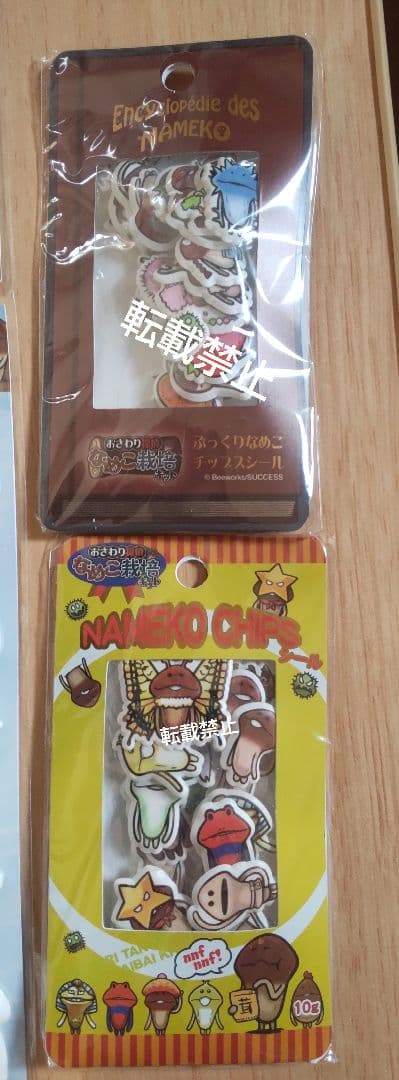 Encyclopédie des
NAMEKO
転載禁止
おさわり探偵
なめこ栽培
キット
ぷっくりなめこ
チップスシール
© Beeworks/SUCCESS
おさわり探偵
なめこ栽培
キット
NAMEKO CHIPS
シール
転載禁止
nnf
nnf!
茸
10g